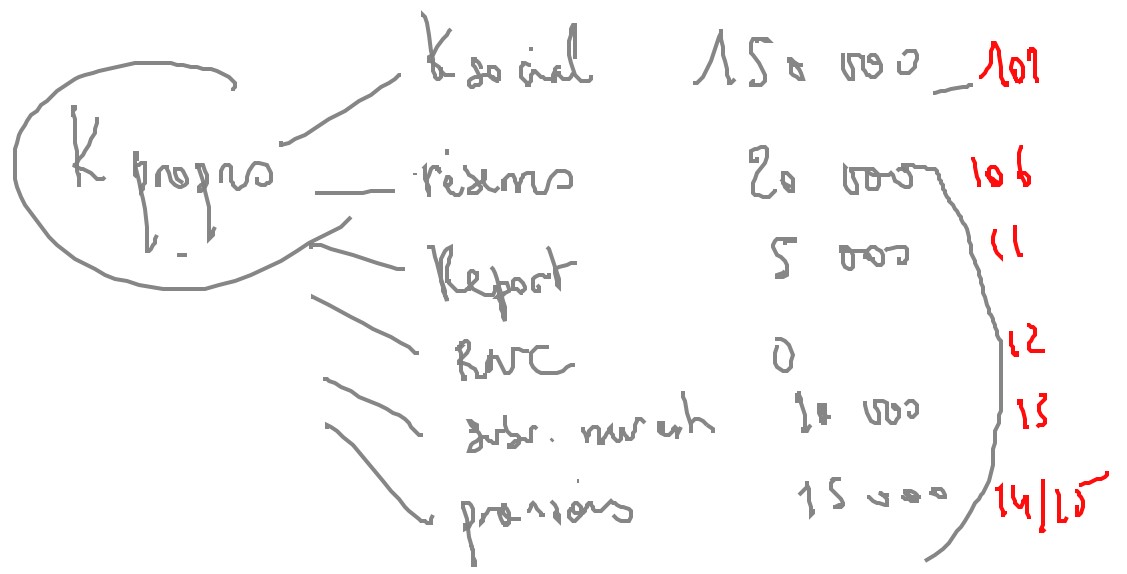 K social 150 000 101
K propres
réserves 20 000 106
Report 5 000 11
RNC 0 12
subv. invest 10 000 13
provisions 15 000 14/15